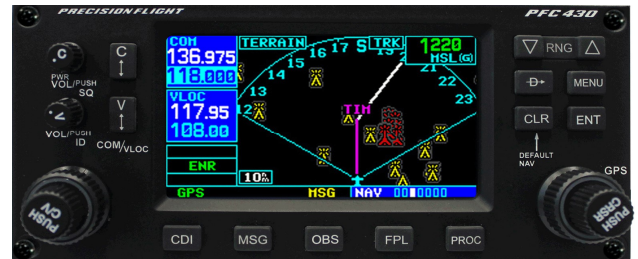 PRECISION FLIGHT
PFC 430
C
PWR
VOL/PUSH
SQ
V
VOL/PUSH
ID
C
V
COM/VLOC
PUSH
C/V
COM
136.975
118.000
VLOC
117.95
108.00
ENR
GPS
TERRAIN
TRK
1220
MSL(G)
12
13
14
15
16
17
S
19
21
22
23
TIM
10
MSG
NAV
RNG
MENU
CLR
ENT
DEFAULT
NAV
GPS
PUSH
CRSR
CDI
MSG
OBS
FPL
PROC